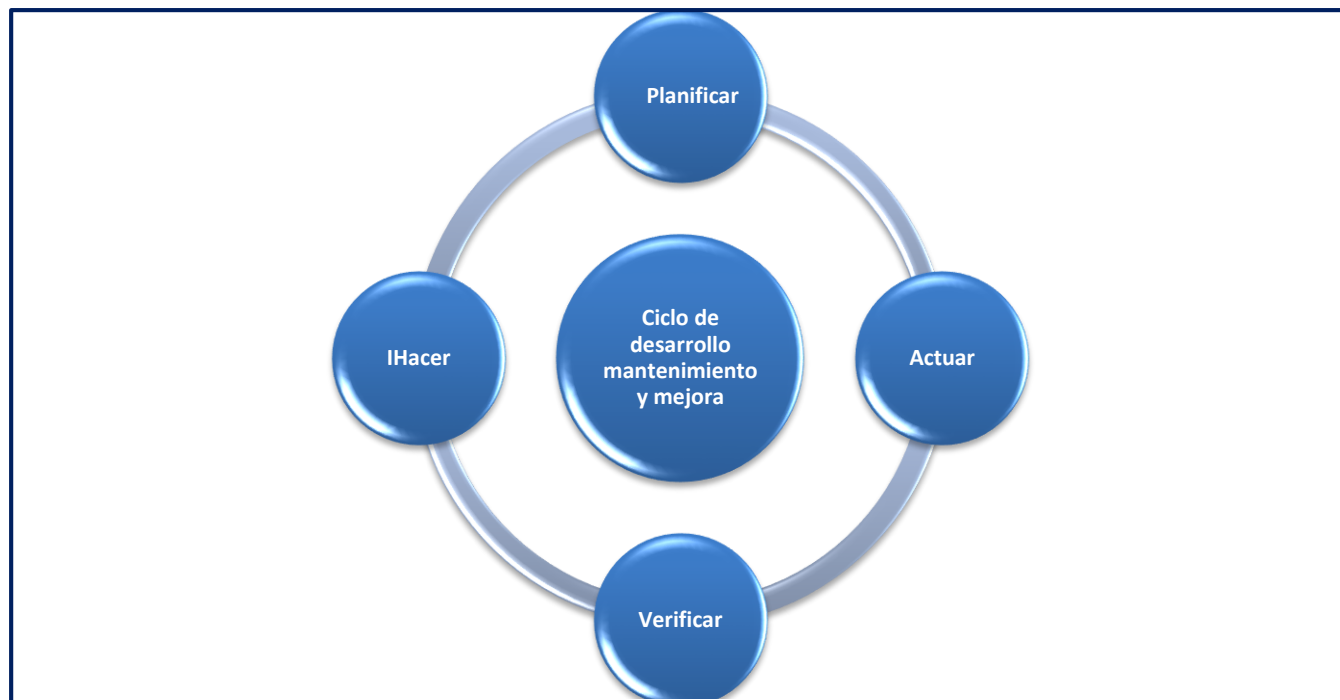 Planificar
IHacer
Ciclo de
desarrollo
mantenimiento
y mejora
Actuar
Verificar